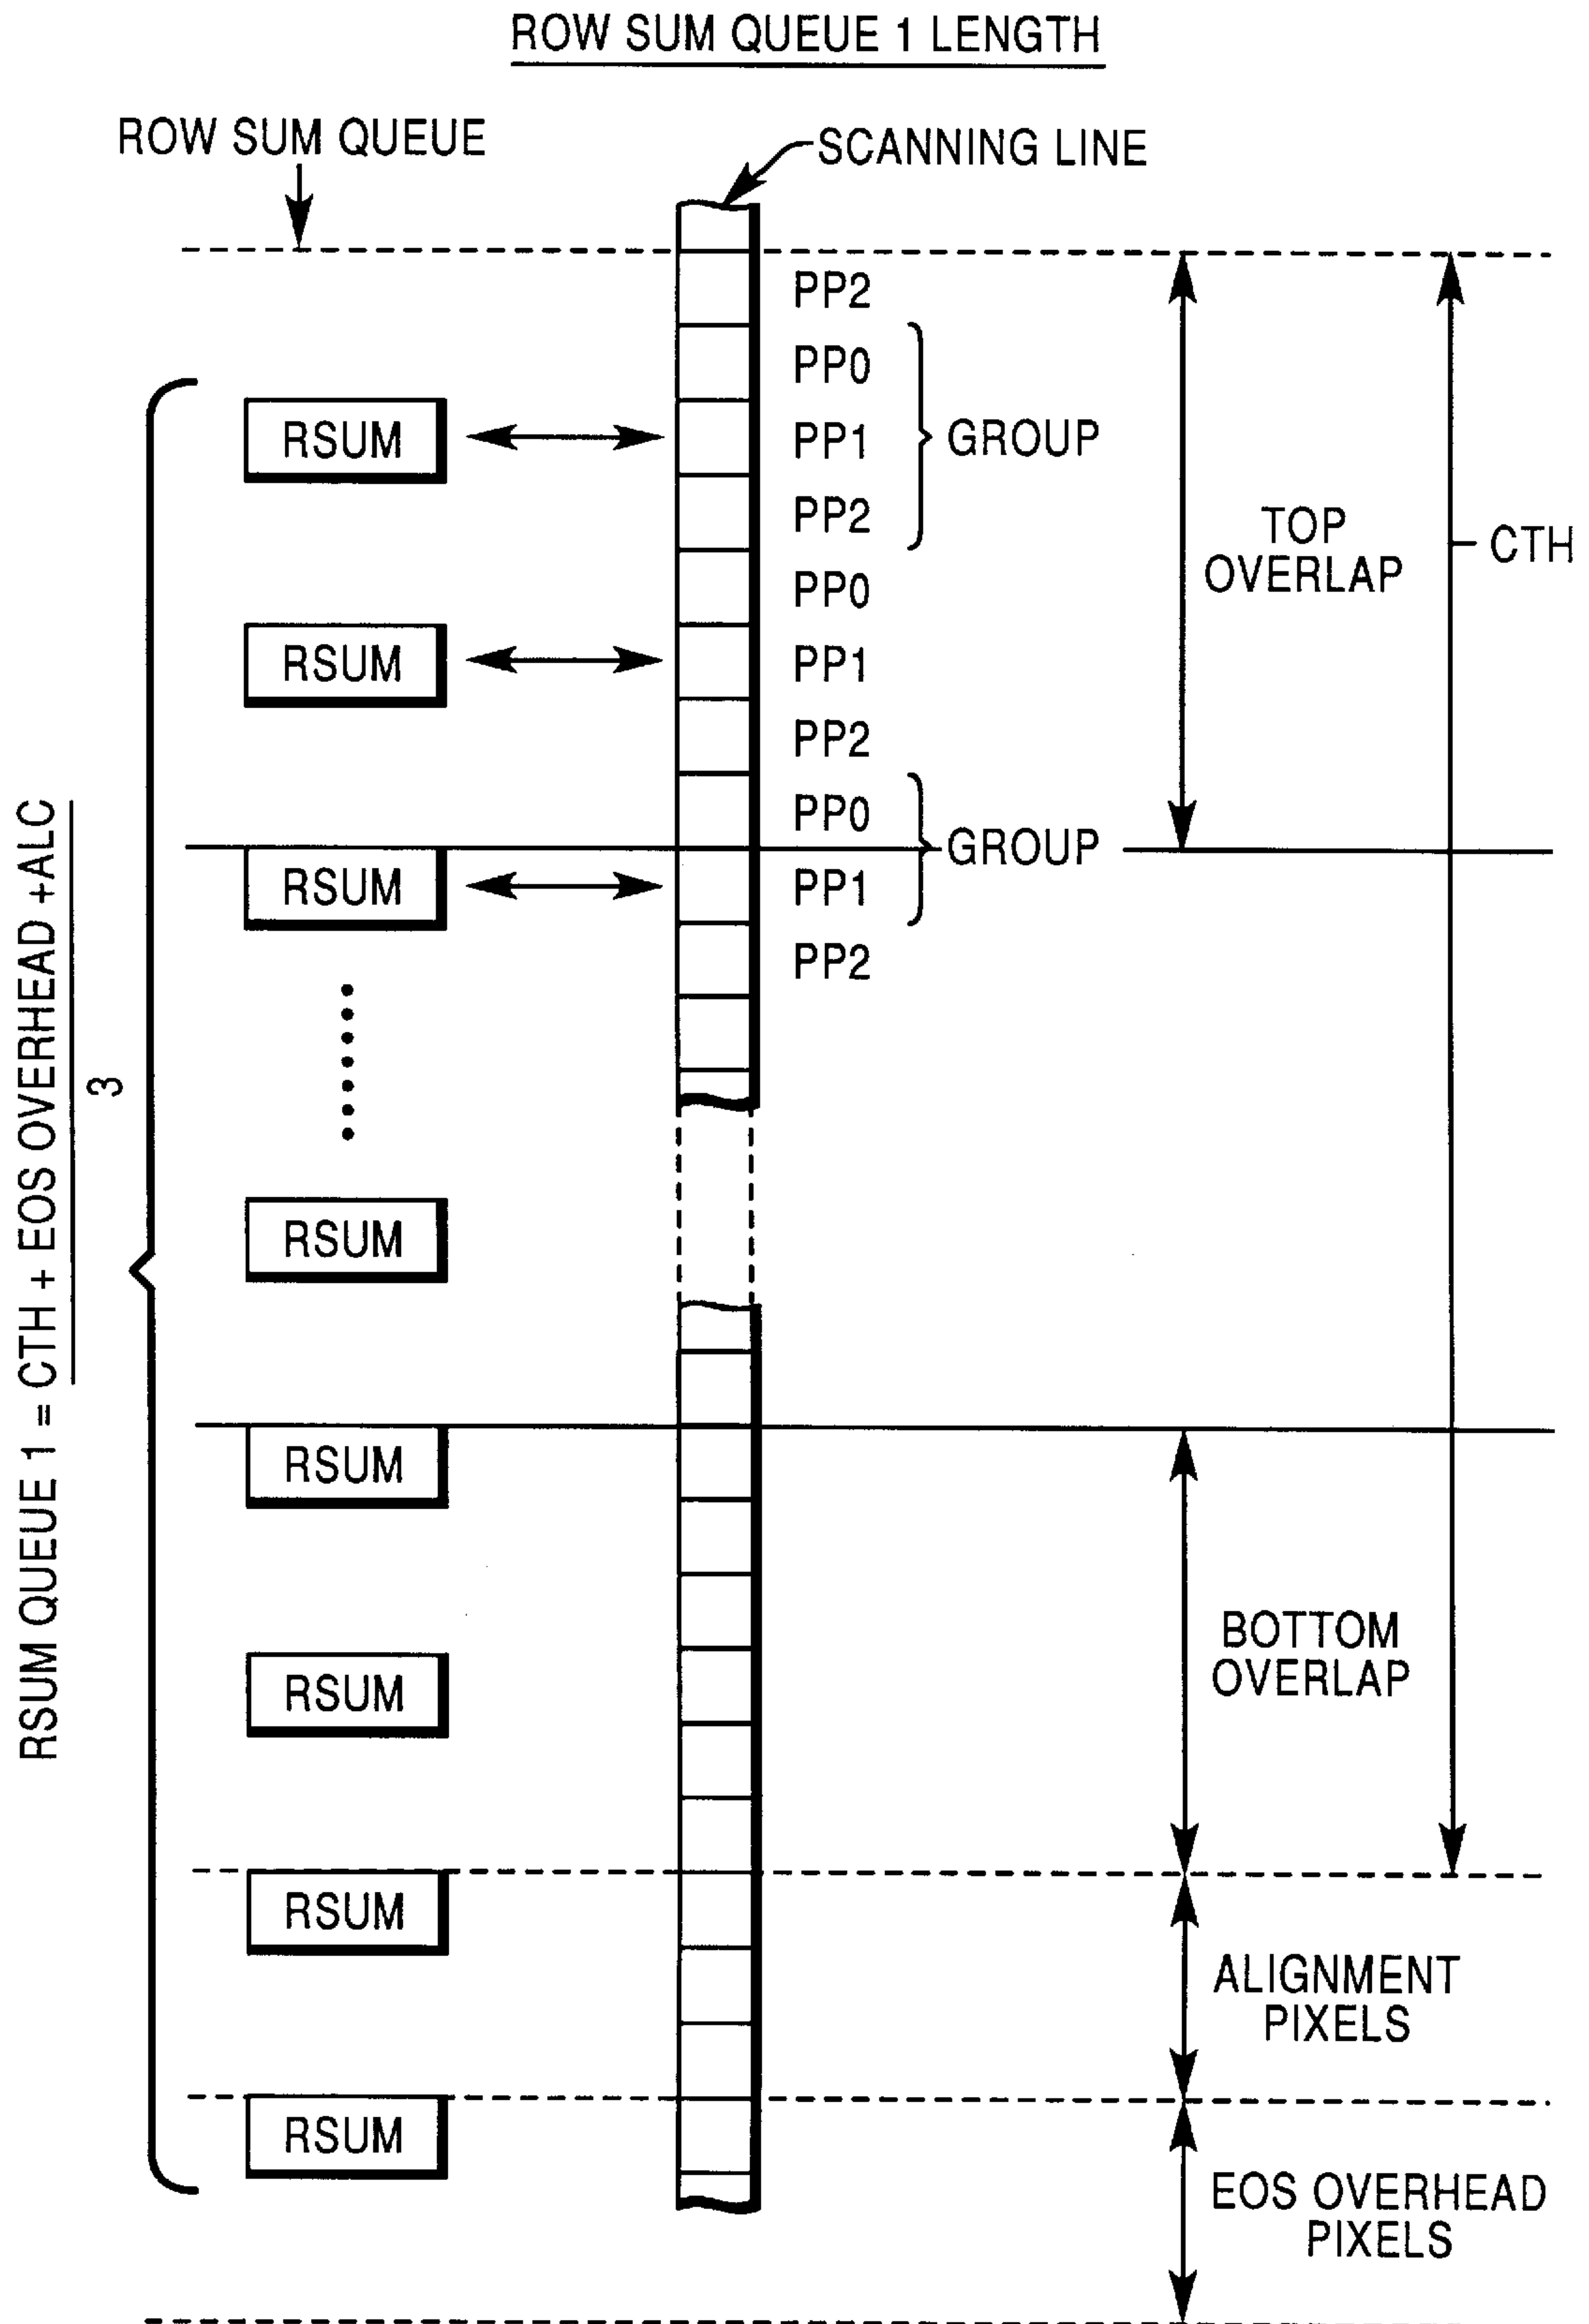 ROW SUM QUEUE 1 LENGTH
ROW SUM QUEUE
SCANNING LINE
PP2
PP0
RSUM
PP1
GROUP
PP2
TOP
OVERLAP
CTH
PP0
RSUM
PP1
PP2
PP0
GROUP
RSUM
PP1
PP2
RSUM QUEUE 1 = CTH + EOS OVERHEAD +ALC
3
RSUM
RSUM
BOTTOM
OVERLAP
RSUM
RSUM
ALIGNMENT
PIXELS
RSUM
EOS OVERHEAD
PIXELS